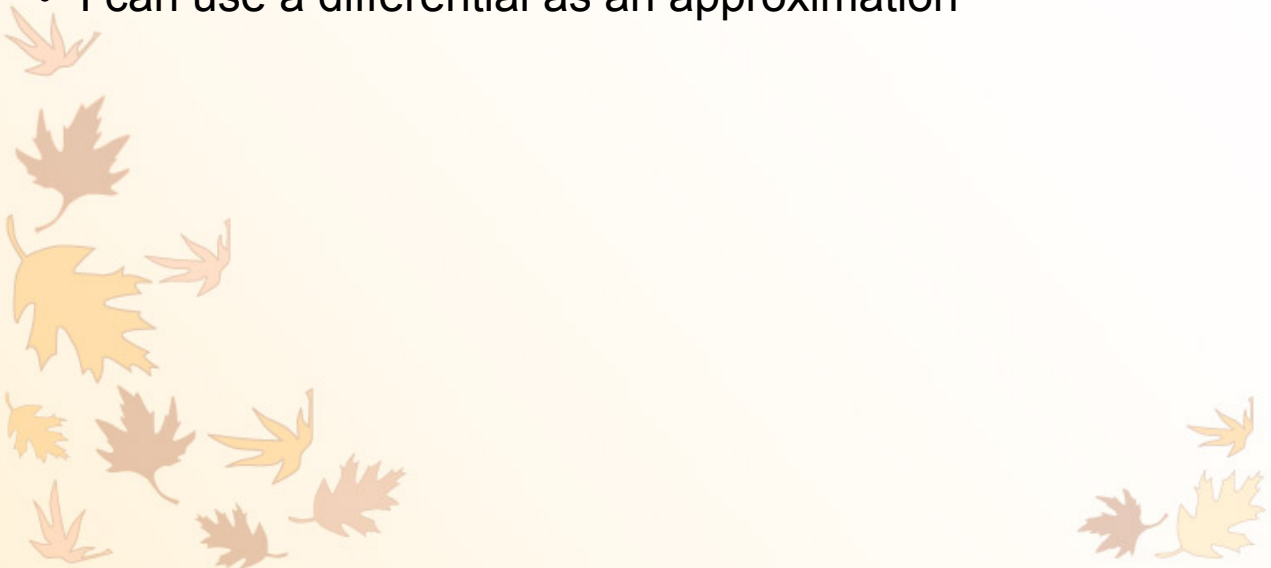 • I can use a differential as an approximation